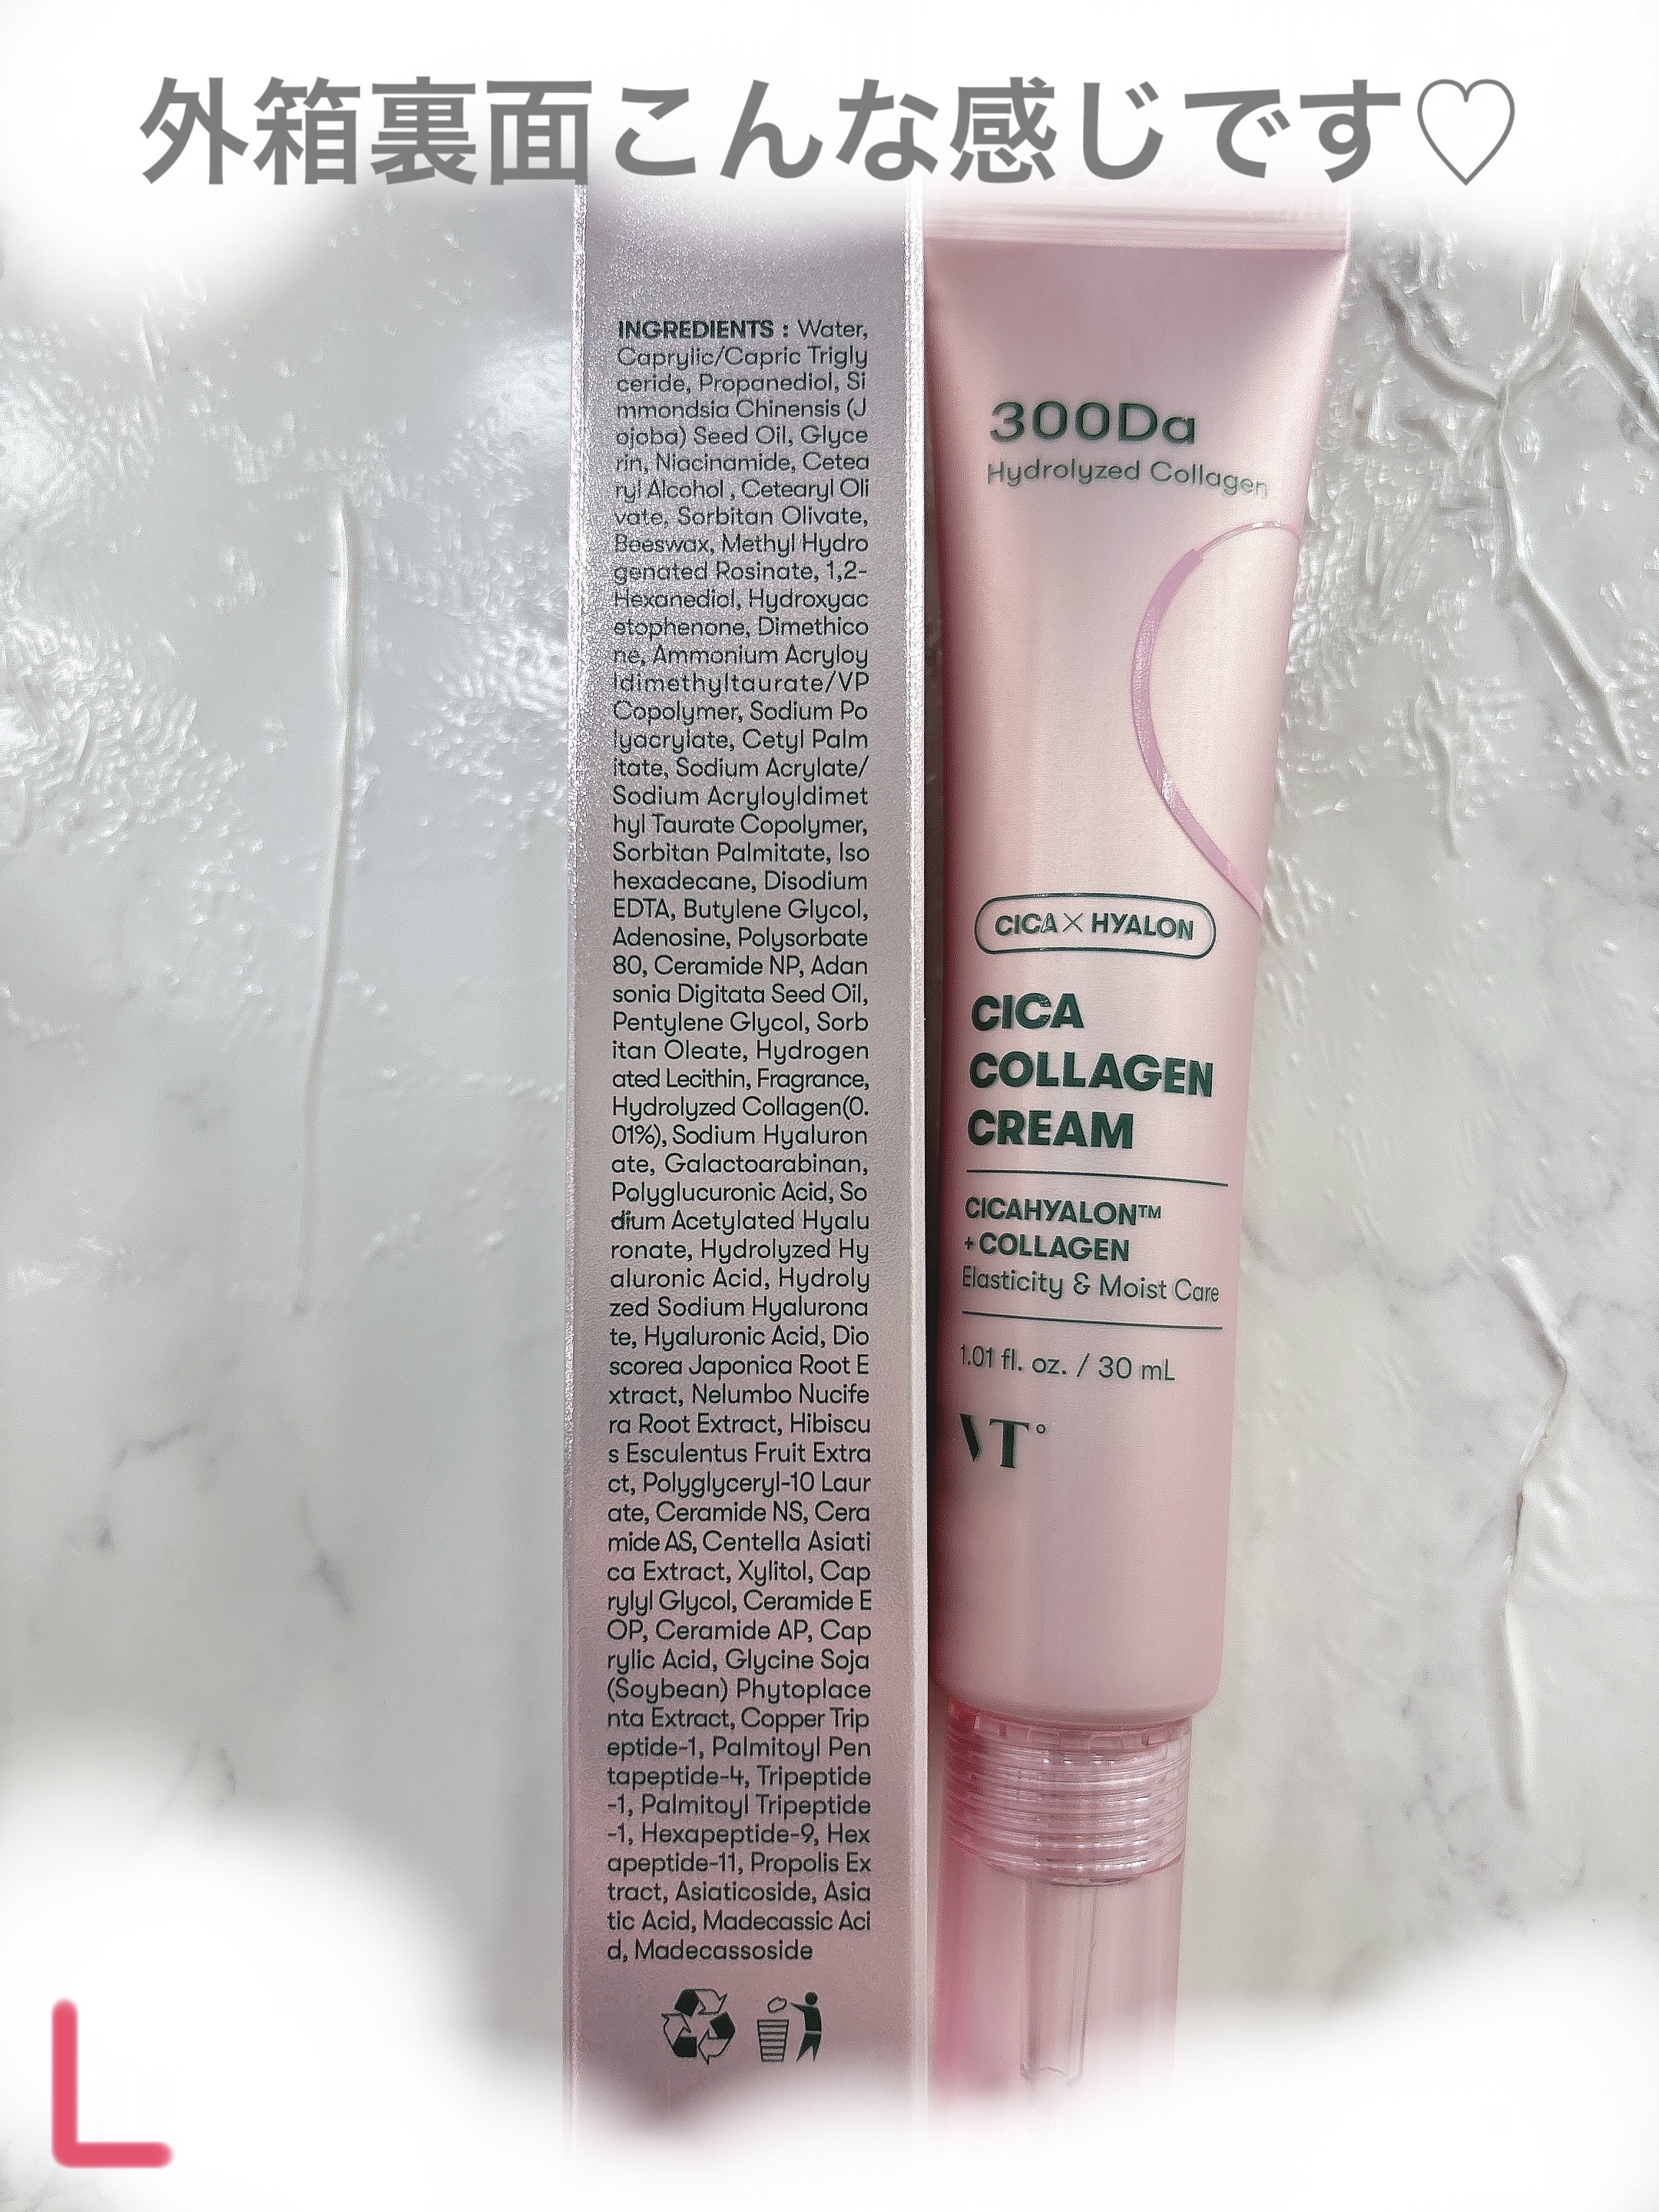 外箱裏面こんな感じです♡
INGREDIENTS : Water,
Caprylic/Capric Trigly
ceride, Propanediol, Si
mmondsia Chinensis (J
ojoba) Seed Oil, Glyce
rin, Niacinamide, Cetea
ryl Alcohol , Cetearyl Oli
vate, Sorbitan Olivate,
Beeswax, Methyl Hydro
genated Rosinate, 1,2-
Hexanediol, Hydroxyac
etophenone, Dimethico
ne, Ammonium Acryloy
ldimethyltaurate/VP
Copolymer, Sodium Po
lyacrylate, Cetyl Palm
itate, Sodium Acrylate/
Sodium Acryloyldimet
hyl Taurate Copolymer,
Sorbitan Palmitate, Iso
hexadecane, Disodium
EDTA, Butylene Glycol,
Adenosine, Polysorbate
80, Ceramide NP, Adan
sonia Digitata Seed Oil,
Pentylene Glycol, Sorb
itan Oleate, Hydrogen
ated Lecithin, Fragrance,
Hydrolyzed Collagen(0.
01%), Sodium Hyaluron
ate, Galactoarabinan,
Polyglucuronic Acid, So
dium Acetylated Hyalu
ronate, Hydrolyzed Hy
aluronic Acid, Hydroly
zed Sodium Hyalurona
te, Hyaluronic Acid, Dio
scorea Japonica Root E
xtract, Nelumbo Nucife
ra Root Extract, Hibiscu
s Esculentus Fruit Extra
ct, Polyglyceryl-10 Laur
ate, Ceramide NS, Cera
mide AS, Centella Asiati
ca Extract, Xylitol, Cap
rylyl Glycol, Ceramide E
OP, Ceramide AP, Cap
rylic Acid, Glycine Soja
(Soybean) Phytoplace
nta Extract, Copper Trip
eptide-1, Palmitoyl Pen
tapeptide-4, Tripeptide
-1, Palmitoyl Tripeptide
-1, Hexapeptide-9, Hex
apeptide-11, Propolis Ex
tract, Asiaticoside, Asia
tic Acid, Madecassic Aci
d, Madecassoside
300Da
Hydrolyzed Collagen
CICA×HYALON
CICA
COLLAGEN
CREAM
CICAHYALON™
+COLLAGEN
Elasticity & Moist Care
1.01 fl. oz. / 30 mL
VT°
L